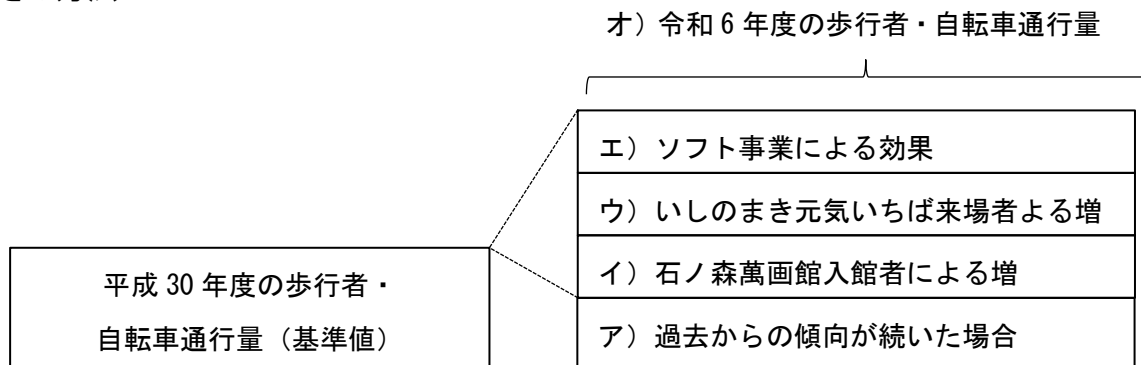 オ）令和6年度の歩行者・自転車通行量
エ）ソフト事業による効果
ウ）いしのまき元気いちば来場者よる増
イ）石ノ森萬画館入館者による増
ア）過去からの傾向が続いた場合
平成30年度の歩行者・
自転車通行量（基準値）